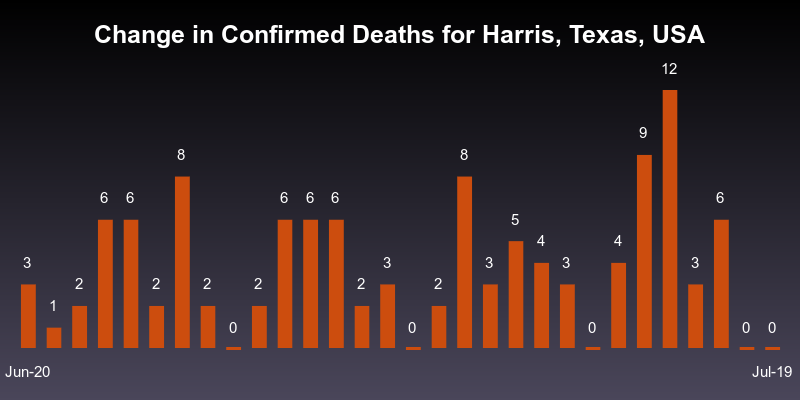 Change in Confirmed Deaths for Harris, Texas, USA
3 1 2 6 6 2 8 2 0 2 6 6 6 2 3 0 2 8 3 5 4 3 0 4 9 12 3 6 0 0
Jun-20 Jul-19